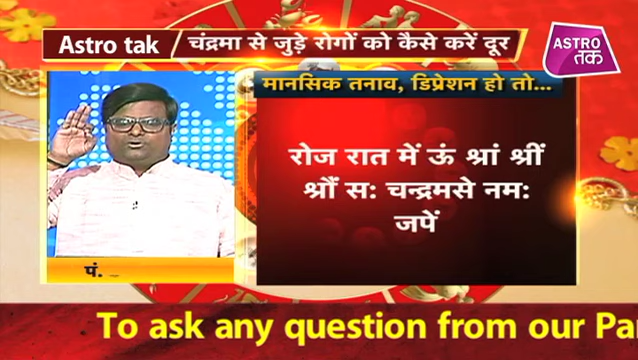 Astro tak
चंद्रमा से जुड़े रोगों को कैसे करें दूर
ASTRO
तक
मानसिक तनाव, डिप्रेशन हो तो...
रोज रात में ऊं श्रां श्रीं
श्रौं स: चन्द्रमसे नम:
जपें
पं.
To ask any question from our Pa